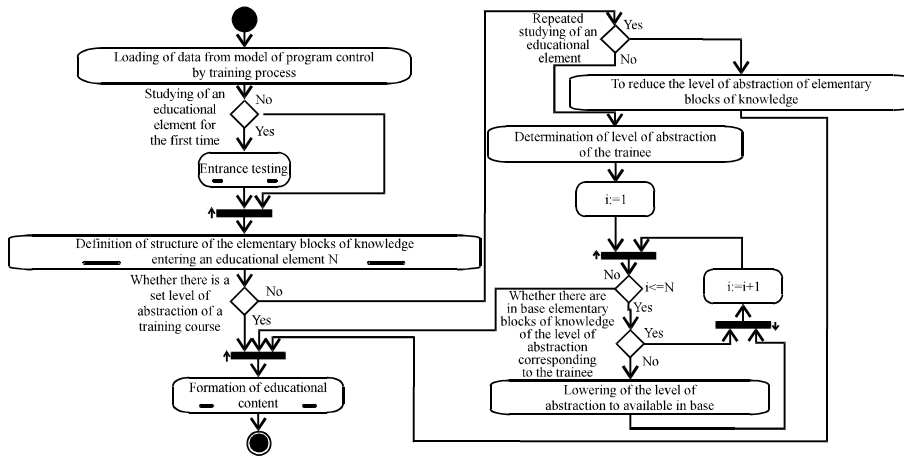 Loading of data from model of program control
by training process
Studying of an
educational
element for
the first time
No
Yes
Entrance testing
Definition of structure of the elementary blocks of knowledge
entering an educational element N
Whether there is a
set level of
abstraction of a
training course
No
Yes
Formation of educational
content
Repeated
studying of an
educational
element
Yes
No
To reduce the level of abstraction of elementary
blocks of knowledge
Determination of level of abstraction
of the trainee
i:=1
No
i<=N
Yes
i:=i+1
Whether there are
in base elementary
blocks of knowledge
of the level of
abstraction
corresponding
to the trainee
Yes
No
Lowering of the level of
abstraction to available in base